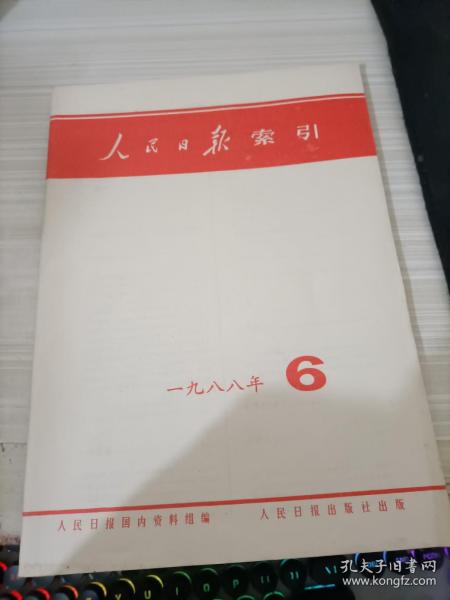 人民日报索引
一九八八年 6
人民日报国内资料组编 人民日报出版社出版
孔夫子旧书网
www.kongfz.com